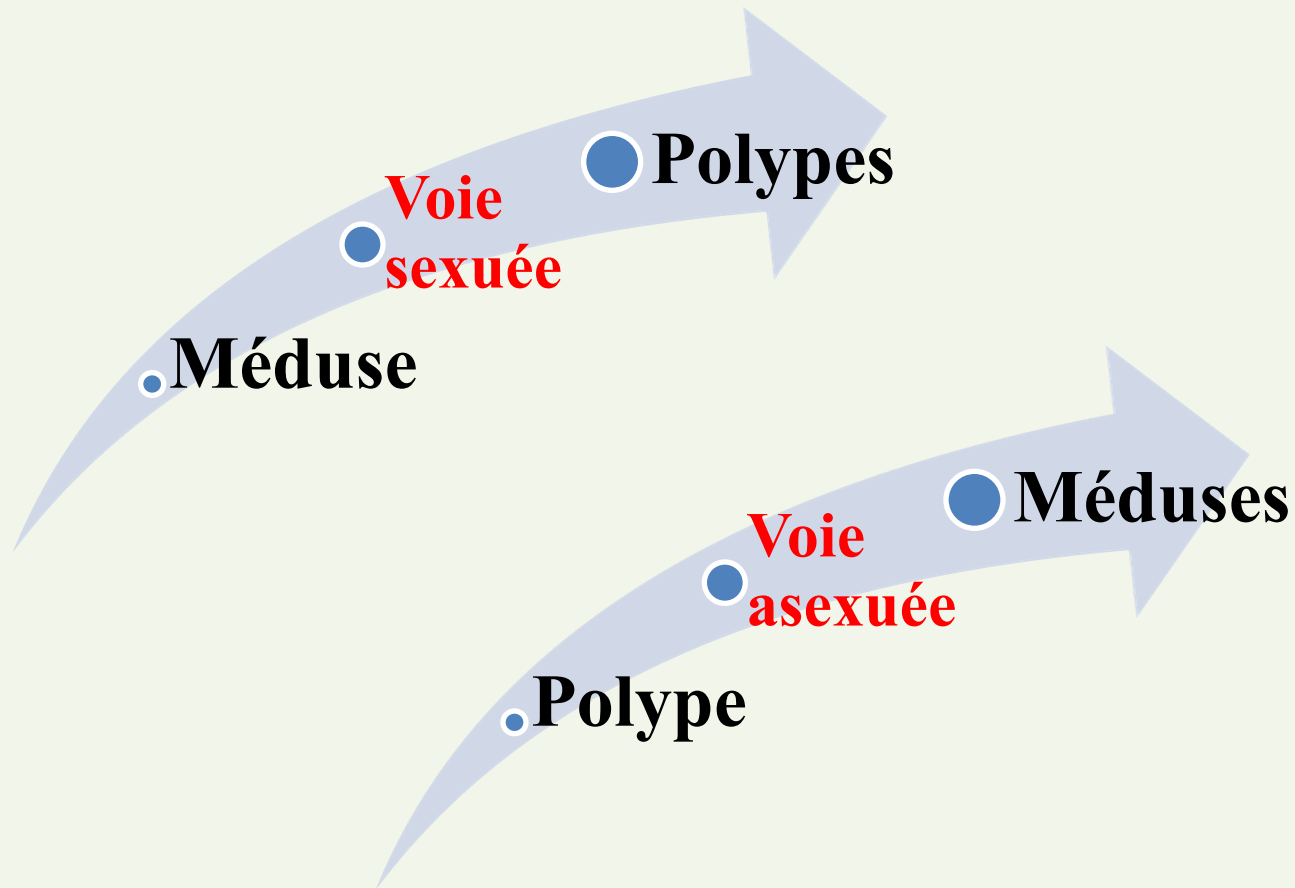 Polypes
Voie
sexuée
Méduse
Méduses
Voie
asexuée
Polype